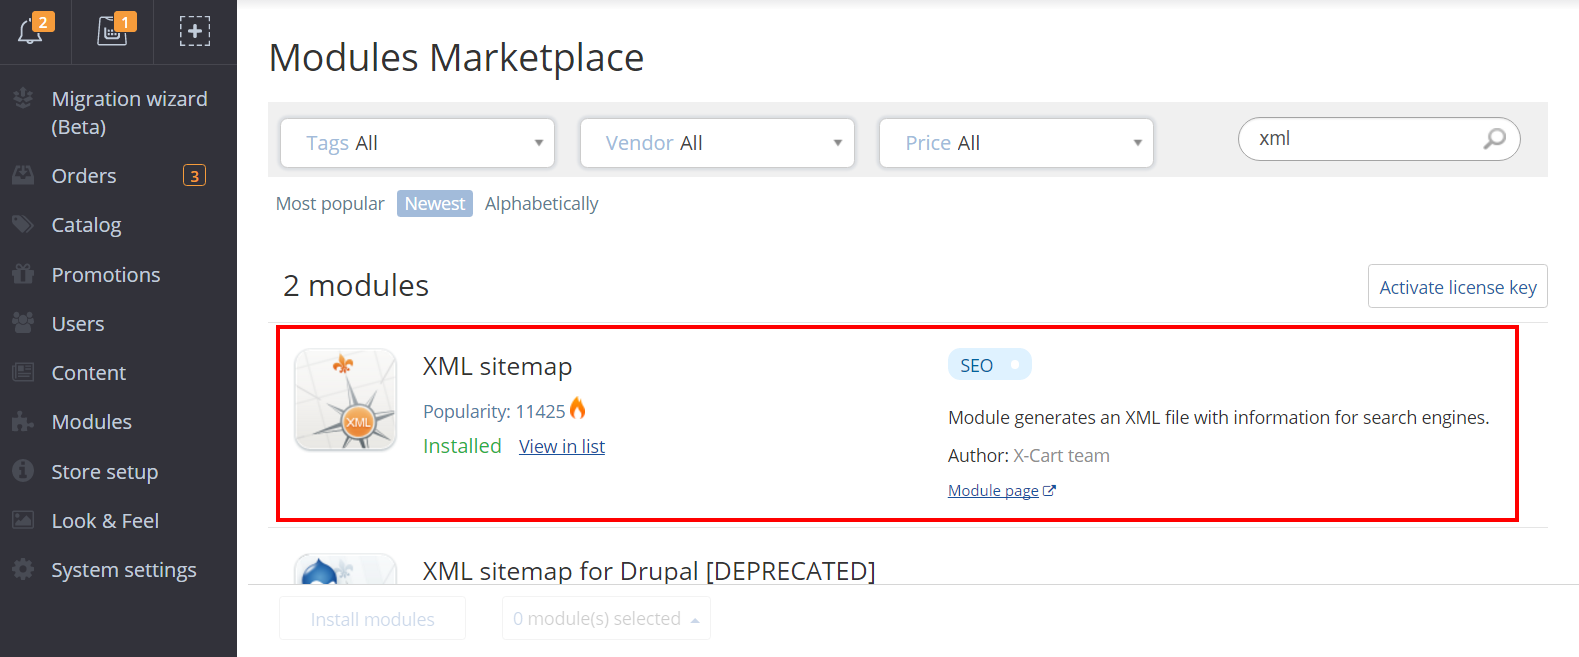 2
1
Migration wizard
(Beta)
Orders 3
Catalog
Promotions
Users
Content
Modules
Store setup
Look & Feel
System settings
Modules Marketplace
Tags All
Vendor All
Price All
xml
Most popular Newest Alphabetically
2 modules
Activate license key
XML
XML sitemap
Popularity: 11425
Installed View in list
SEO
Module generates an XML file with information for search engines.
Author: X-Cart team
Module page
XML sitemap for Drupal [DEPRECATED]
Install modules
0 module(s) selected